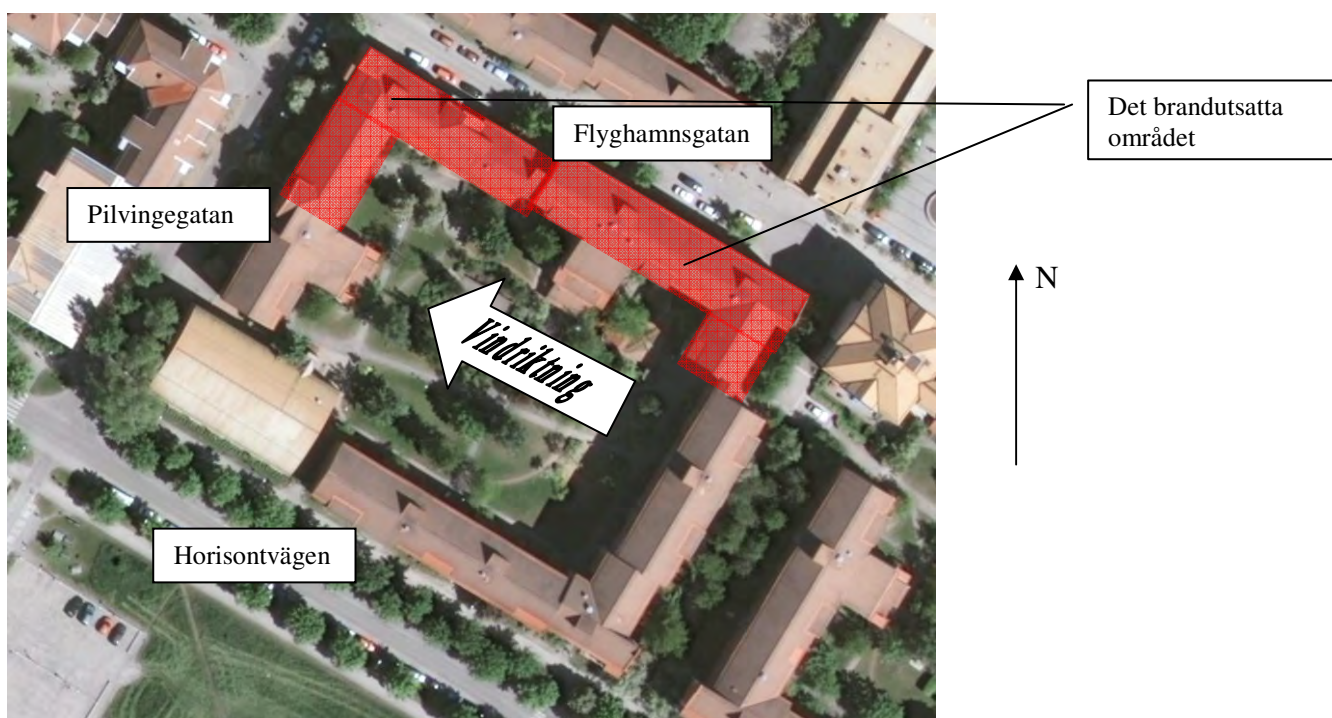 Det brandutsatta
området
Flyghamnsgatan
Pilvingegatan
N
Vindriktning
Horisontvägen